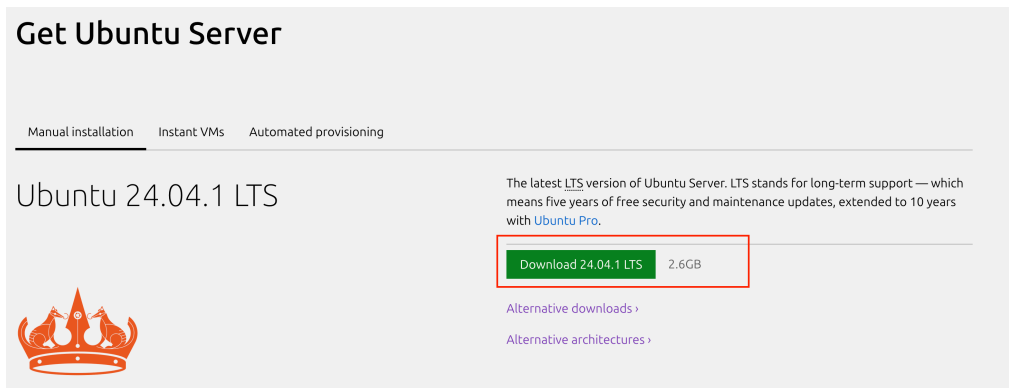 Get Ubuntu Server
Manual installation
Instant VMs
Automated provisioning
Ubuntu 24.04.1 LTS
The latest LTS version of Ubuntu Server. LTS stands for long-term support — which
means five years of free security and maintenance updates, extended to 10 years
with Ubuntu Pro.
Download 24.04.1 LTS
2.6GB
Alternative downloads ›
Alternative architectures ›